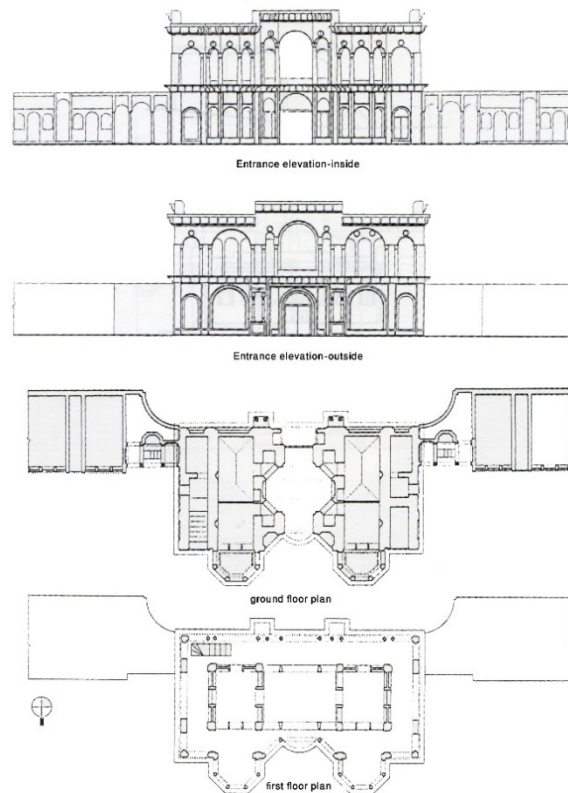 Entrance elevation-inside
Entrance elevation-outside
ground floor plan
first floor plan